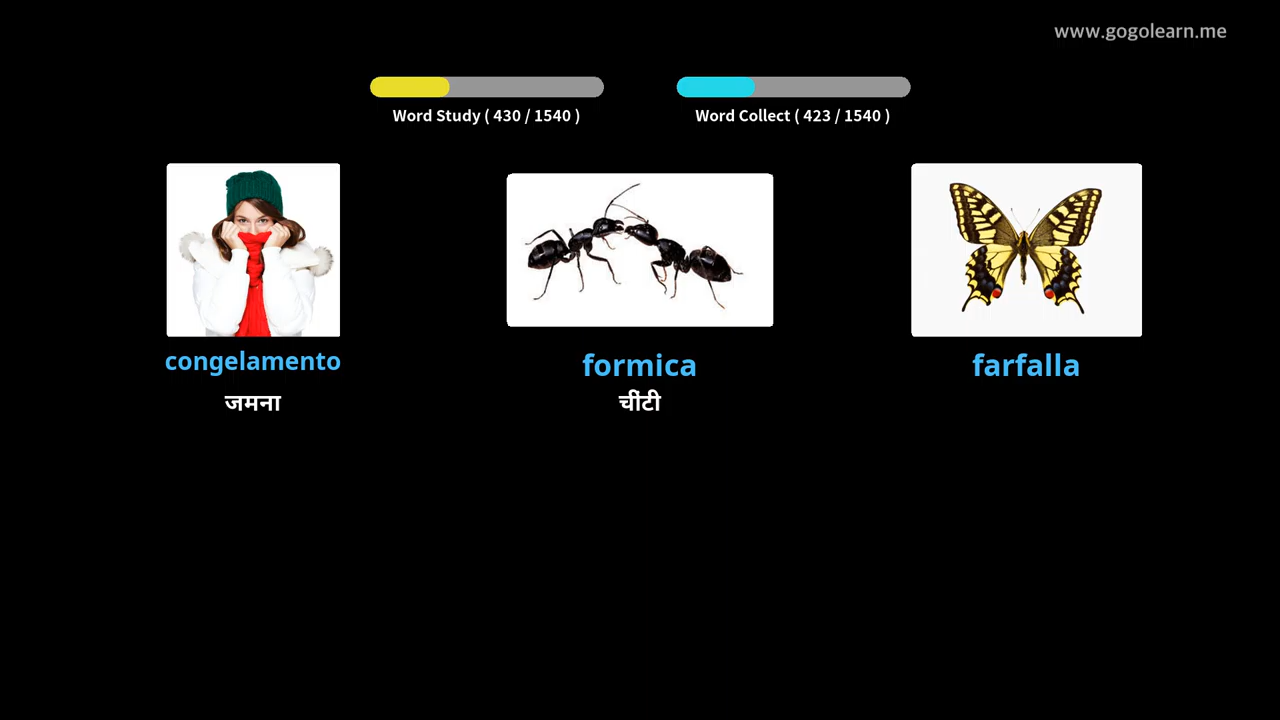 www.gogolearn.me
Word Study ( 430 / 1540 )
Word Collect ( 423 / 1540 )
congelamento
जमना
formica
चींटी
farfalla